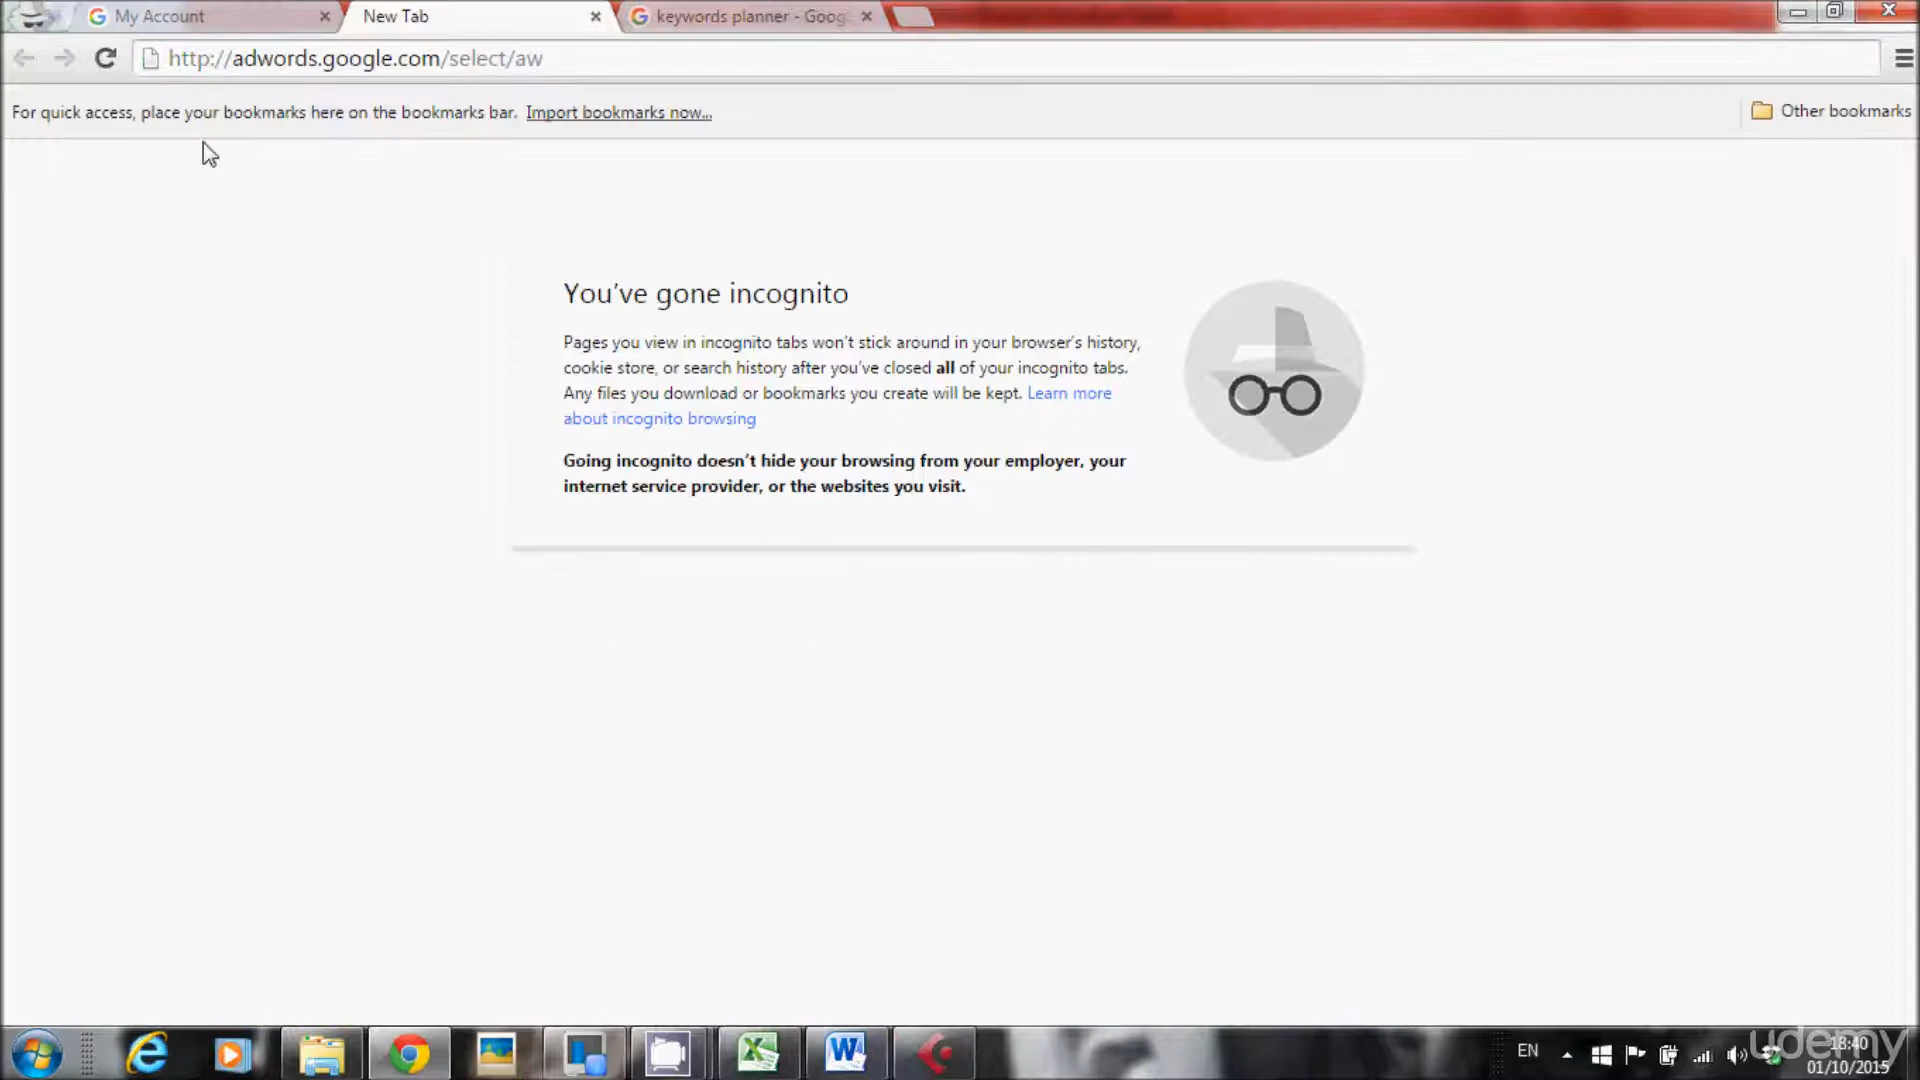 My Account
New Tab
keywords planner - Goog
http://adwords.google.com/select/aw
For quick access, place your bookmarks here on the bookmarks bar. Import bookmarks now...
Other bookmarks
You've gone incognito
Pages you view in incognito tabs won't stick around in your browser's history,
cookie store, or search history after you've closed all of your incognito tabs.
Any files you download or bookmarks you create will be kept. Learn more
about incognito browsing
Going incognito doesn't hide your browsing from your employer, your
internet service provider, or the websites you visit.
EN
udemy
18:40
01/10/2015